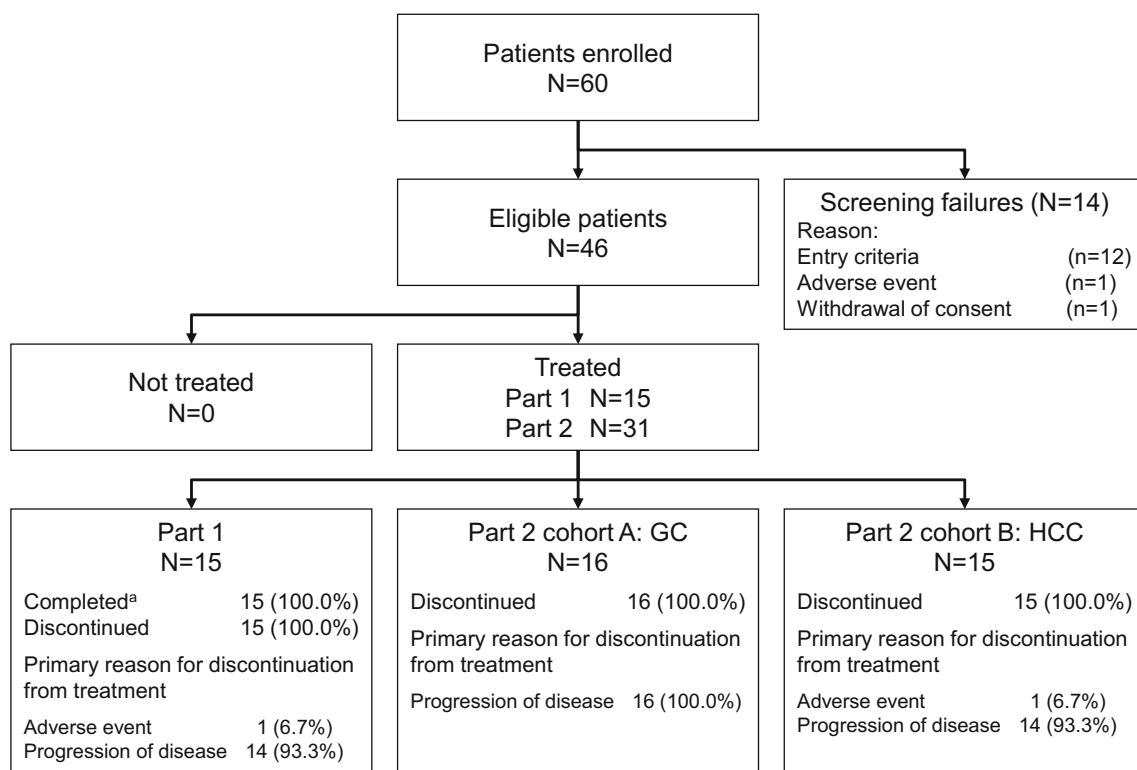 Patients enrolled
N=60
Eligible patients
N=46
Screening failures (N=14)
Reason:
Entry criteria (n=12)
Adverse event (n=1)
Withdrawal of consent (n=1)
Not treated
N=0
Treated
Part 1 N=15
Part 2 N=31
Part 1
N=15
Completedᵃ 15 (100.0%)
Discontinued 15 (100.0%)
Primary reason for discontinuation
from treatment
Adverse event 1 (6.7%)
Progression of disease 14 (93.3%)
Part 2 cohort A: GC
N=16
Discontinued 16 (100.0%)
Primary reason for discontinuation
from treatment
Progression of disease 16 (100.0%)
Part 2 cohort B: HCC
N=15
Discontinued 15 (100.0%)
Primary reason for discontinuation
from treatment
Adverse event 1 (6.7%)
Progression of disease 14 (93.3%)